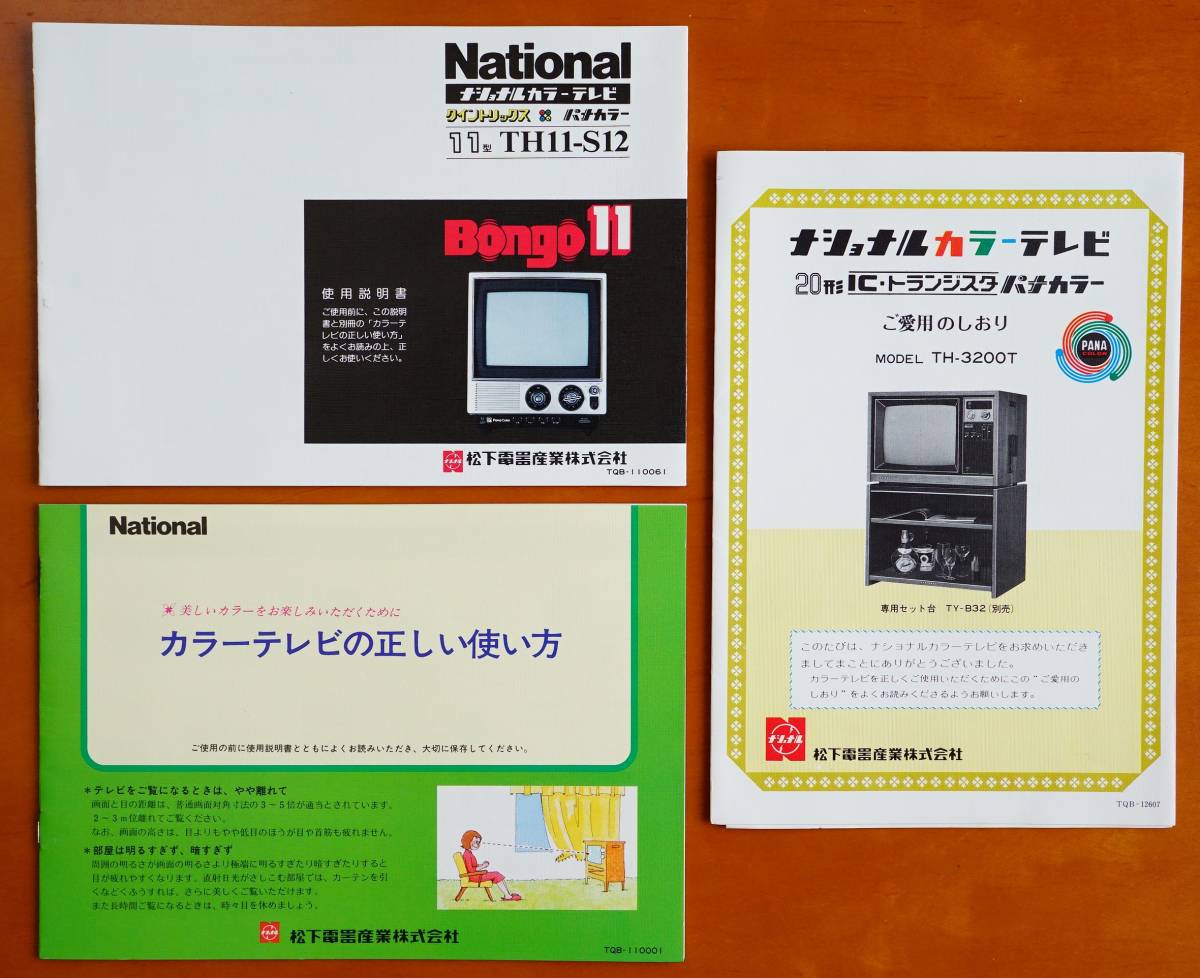 National
ナショナルカラーテレビ
クイントリックス パナカラー
11型 TH11-S12
Bongo 11
使用説明書
ご使用前に、この説明
書と別冊の「カラーテ
レビの正しい使い方」
をよくお読みの上、正
しくお使いください。
ナショナル 松下電器産業株式会社
TQB-110061
National
美しいカラーをお楽しみいただくために
カラーテレビの正しい使い方
ご使用の前に使用説明書とともによくお読みいただき、大切に保存してください。
*テレビをご覧になるときは、やや離れて
画面と目の距離は、普通画面対角寸法の3～5倍が適当とされています。
2～3m位離れてご覧ください。
なお、画面の高さは、目よりもやや低目のほうが目や首筋も疲れません。
*部屋は明るすぎず、暗すぎず
周囲の明るさが画面の明るさより極端に明るすぎたり暗すぎたりすると
目が疲れやすくなります。直射日光がさしこむ部屋では、カーテンを引
くなどくふうすれば、さらに美しくご覧いただけます。
また長時間ご覧になるときは、時々目を休めましょう。
ナショナル 松下電器産業株式会社
TQB-110001
ナショナルカラーテレビ
20形 IC・トランジスタ パナカラー
ご愛用のしおり
MODEL TH-3200T
PANA
COLOR
専用セット台 TY-B32(別売)
このたびは、ナショナルカラーテレビをお求めいただき
ましてまことにありがとうございました。
カラーテレビを正しくご使用いただくためにこの"ご愛用の
しおり"をよくお読みくださるようお願いします。
ナショナル 松下電器産業株式会社
TQB-12607